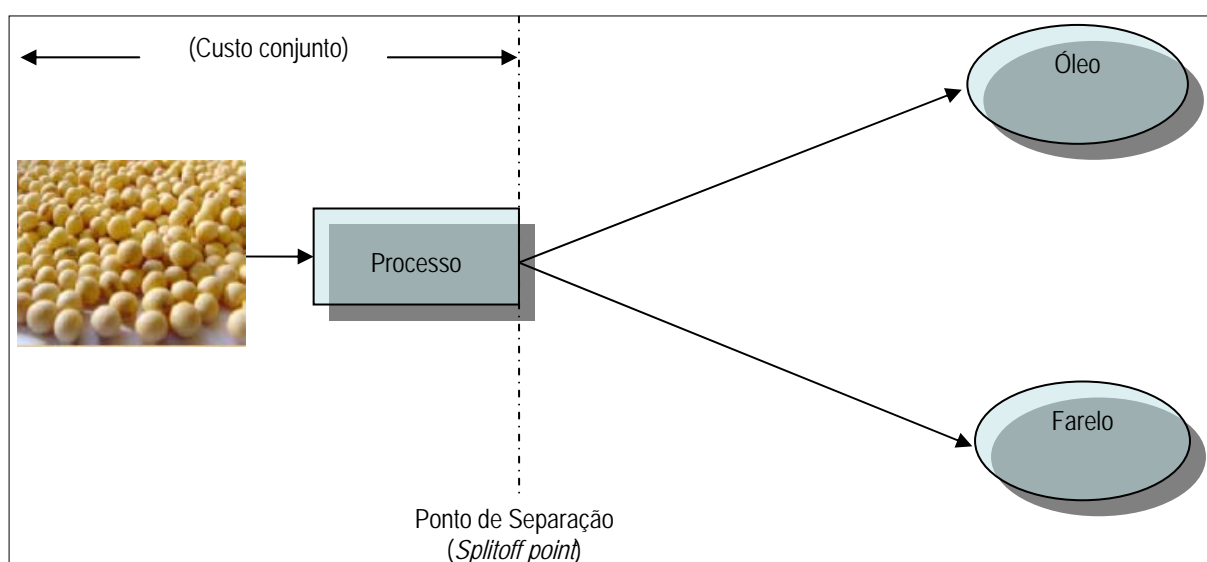 (Custo conjunto)
Óleo
Processo
Farelo
Ponto de Separação
(Splitoff point)